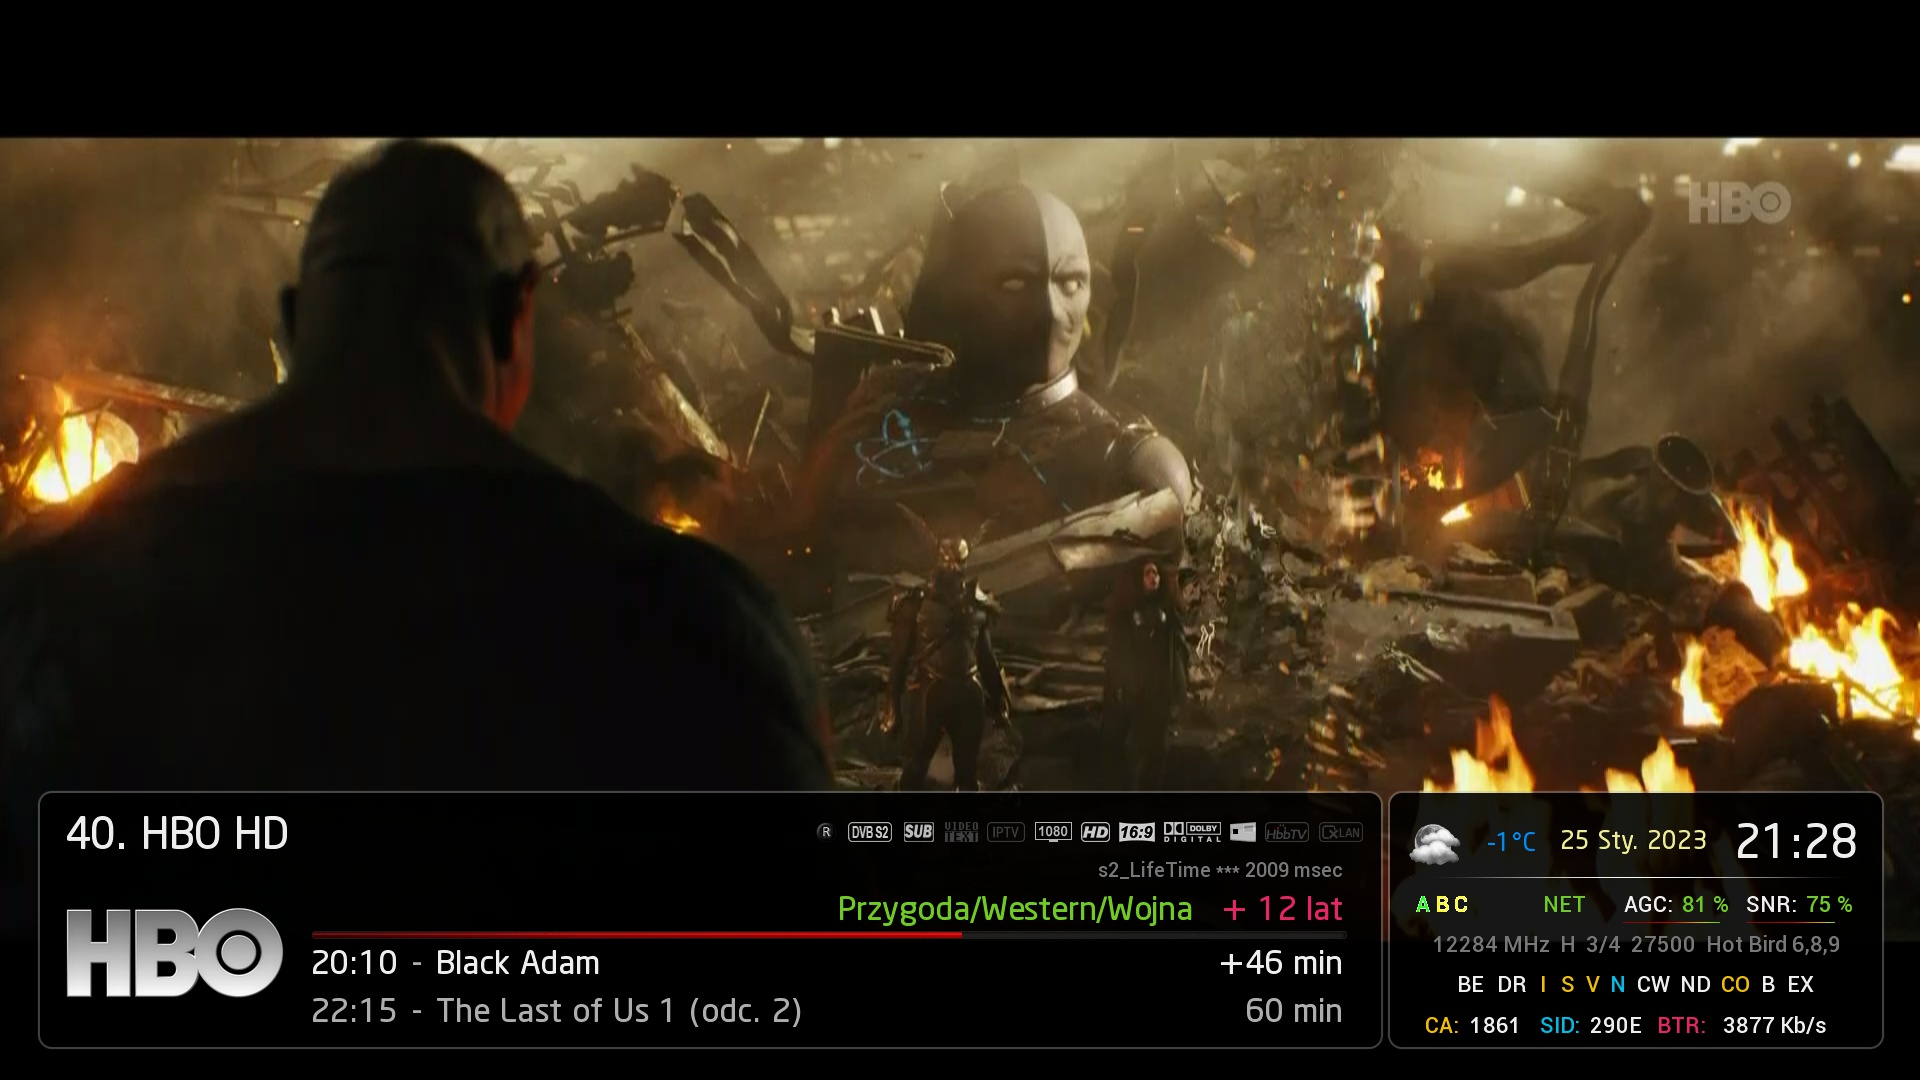 HBO
40. HBO HD
R DVB S2 SUB VIDEO TEXT IPTV 1080 HD 16:9 DOLBY DIGITAL HbbTV LAN
s2_LifeTime *** 2009 msec
Przygoda/Western/Wojna + 12 lat
HBO
20:10 - Black Adam +46 min
22:15 - The Last of Us 1 (odc. 2) 60 min
-1°C 25 Sty. 2023 21:28
A B C NET AGC: 81 % SNR: 75 %
12284 MHz H 3/4 27500 Hot Bird 6,8,9
BE DR I S V N CW ND CO B EX
CA: 1861 SID: 290E BTR: 3877 Kb/s